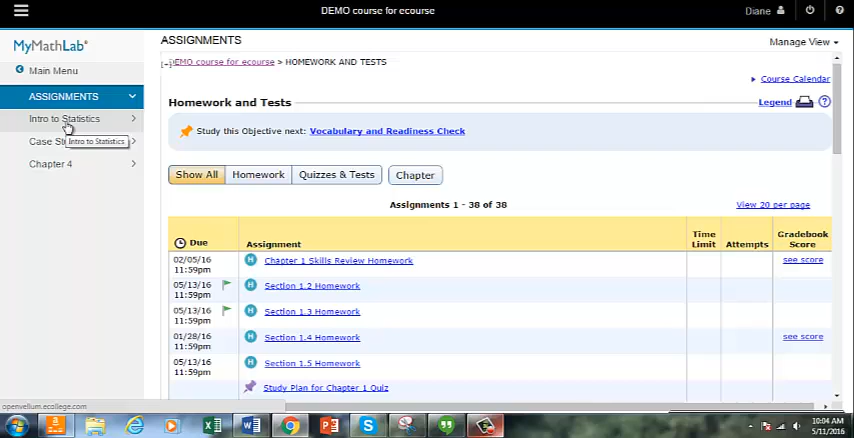 DEMO course for ecourse
Diane
MyMathLab®
ASSIGNMENTS
Manage View
Main Menu
DEMO course for ecourse > HOMEWORK AND TESTS
ASSIGNMENTS
Course Calendar
Intro to Statistics
Homework and Tests
Legend
Case St
Intro to Statistics
Study this Objective next: Vocabulary and Readiness Check
Chapter 4
Show All
Homework
Quizzes & Tests
Chapter
Assignments 1 - 38 of 38
View 20 per page
Due
Assignment
Time Limit
Attempts
Gradebook Score
02/05/16 11:59pm
H Chapter 1 Skills Review Homework
see score
05/13/16 11:59pm
H Section 1.2 Homework
05/13/16 11:59pm
H Section 1.3 Homework
01/28/16 11:59pm
H Section 1.4 Homework
see score
05/13/16 11:59pm
H Section 1.5 Homework
Study Plan for Chapter 1 Quiz
openvellum.ecollege.com
10:04 AM
5/11/2016